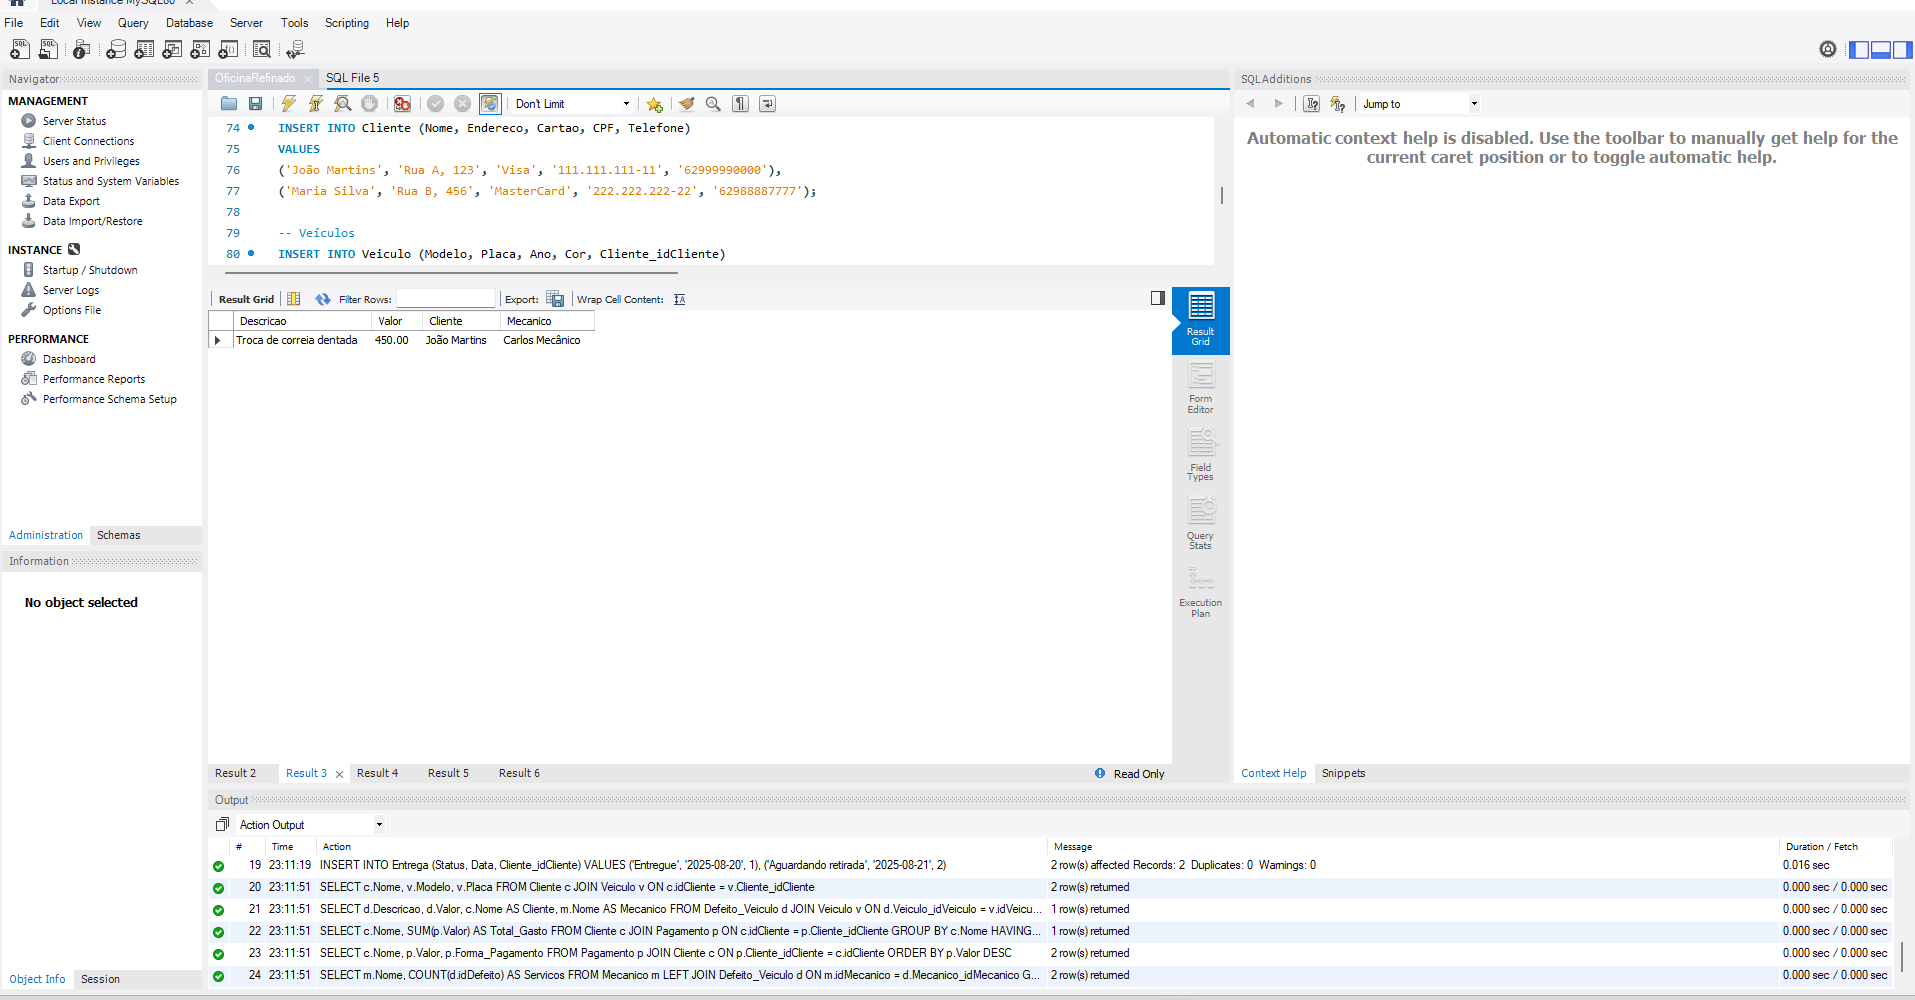 Local instance MySQL80
File Edit View Query Database Server Tools Scripting Help
Navigator
MANAGEMENT
Server Status
Client Connections
Users and Privileges
Status and System Variables
Data Export
Data Import/Restore
INSTANCE
Startup / Shutdown
Server Logs
Options File
PERFORMANCE
Dashboard
Performance Reports
Performance Schema Setup
Administration Schemas
Information
No object selected
Object Info Session
OficinaRefinado SQL File 5
Don't Limit
74 INSERT INTO Cliente (Nome, Endereco, Cartao, CPF, Telefone)
75 VALUES
76 ('João Martins', 'Rua A, 123', 'Visa', '111.111.111-11', '62999990000'),
77 ('Maria Silva', 'Rua B, 456', 'MasterCard', '222.222.222-22', '62988887777');
78
79 -- Veículos
80 INSERT INTO Veiculo (Modelo, Placa, Ano, Cor, Cliente_idCliente)
Result Grid Filter Rows: Export: Wrap Cell Content:
Descricao Valor Cliente Mecanico
Troca de correia dentada 450.00 João Martins Carlos Mecânico
Result
Grid
Form
Editor
Field
Types
Query
Stats
Execution
Plan
Result 2 Result 3 Result 4 Result 5 Result 6 Read Only
SQLAdditions
Jump to
Automatic context help is disabled. Use the toolbar to manually get help for the
current caret position or to toggle automatic help.
Context Help Snippets
Output
Action Output
# Time Action Message Duration / Fetch
19 23:11:19 INSERT INTO Entrega (Status, Data, Cliente_idCliente) VALUES ('Entregue', '2025-08-20', 1), ('Aguardando retirada', '2025-08-21', 2) 2 row(s) affected Records: 2 Duplicates: 0 Warnings: 0 0.016 sec
20 23:11:51 SELECT c.Nome, v.Modelo, v.Placa FROM Cliente c JOIN Veiculo v ON c.idCliente = v.Cliente_idCliente 2 row(s) returned 0.000 sec / 0.000 sec
21 23:11:51 SELECT d.Descricao, d.Valor, c.Nome AS Cliente, m.Nome AS Mecanico FROM Defeito_Veiculo d JOIN Veiculo v ON d.Veiculo_idVeiculo = v.idVeicu... 1 row(s) returned 0.000 sec / 0.000 sec
22 23:11:51 SELECT c.Nome, SUM(p.Valor) AS Total_Gasto FROM Cliente c JOIN Pagamento p ON c.idCliente = p.Cliente_idCliente GROUP BY c.Nome HAVING... 1 row(s) returned 0.000 sec / 0.000 sec
23 23:11:51 SELECT c.Nome, p.Valor, p.Forma_Pagamento FROM Pagamento p JOIN Cliente c ON p.Cliente_idCliente = c.idCliente ORDER BY p.Valor DESC 2 row(s) returned 0.000 sec / 0.000 sec
24 23:11:51 SELECT m.Nome, COUNT(d.idDefeito) AS Servicos FROM Mecanico m LEFT JOIN Defeito_Veiculo d ON m.idMecanico = d.Mecanico_idMecanico G... 2 row(s) returned 0.000 sec / 0.000 sec